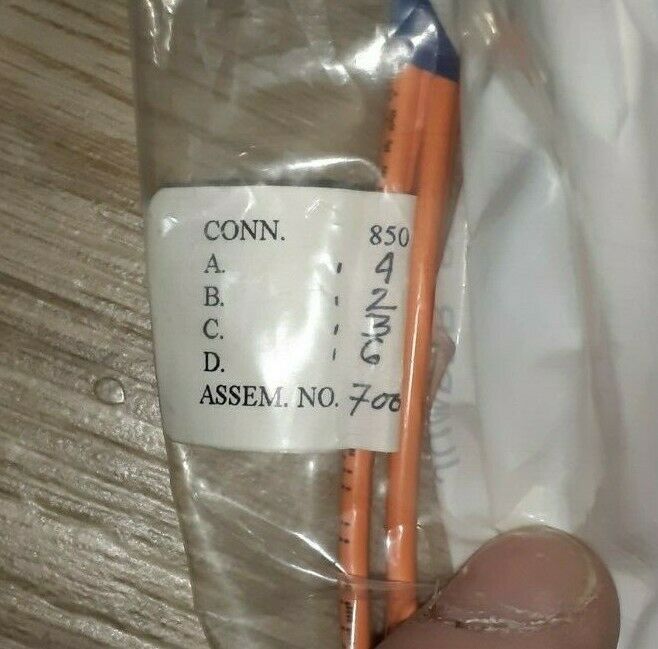 CONN. 850
A. ' 4
B. ' 2
C. ' 3
D. ' 6
ASSEM. NO. 700